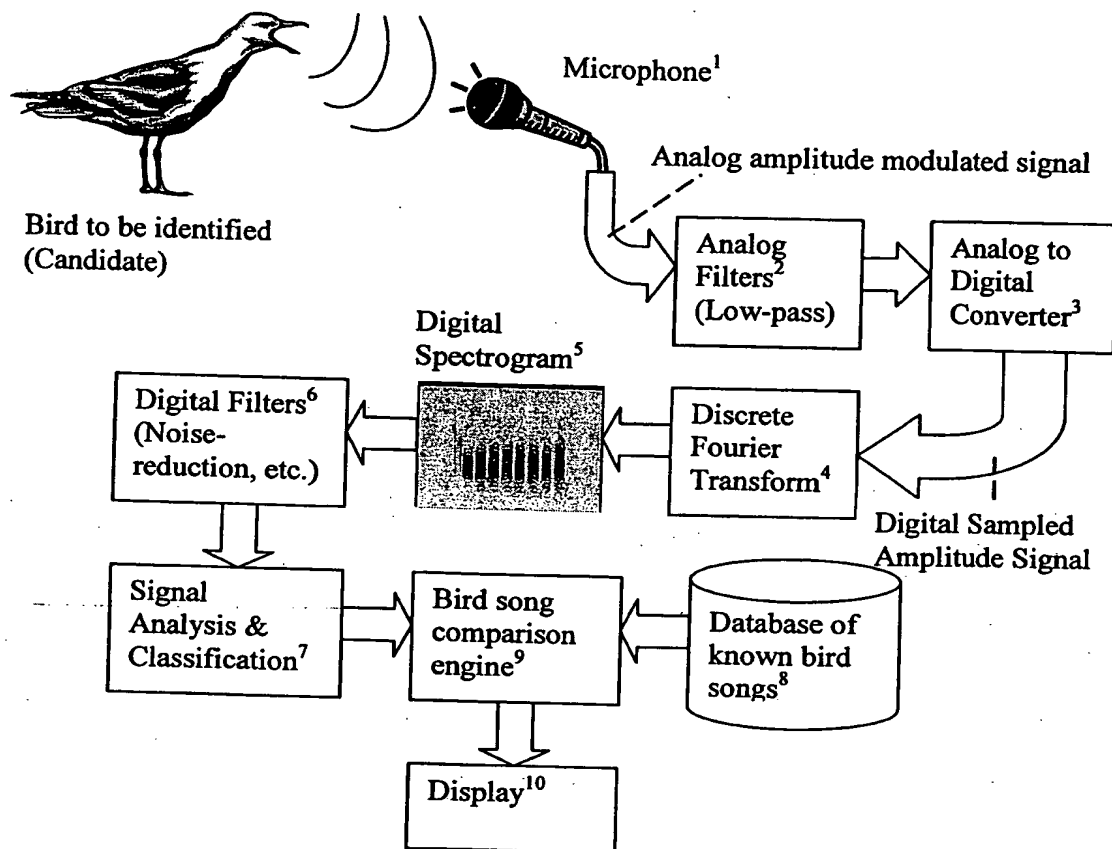 Microphone¹
Analog amplitude modulated signal
Bird to be identified
(Candidate)
Analog
Filters²
(Low-pass)
Analog to
Digital
Converter³
Digital
Spectrogram⁵
Digital Filters⁶
(Noise-
reduction, etc.)
Discrete
Fourier
Transform⁴
Digital Sampled
Amplitude Signal
Signal
Analysis &
Classification⁷
Bird song
comparison
engine⁹
Database of
known bird
songs⁸
Display¹⁰